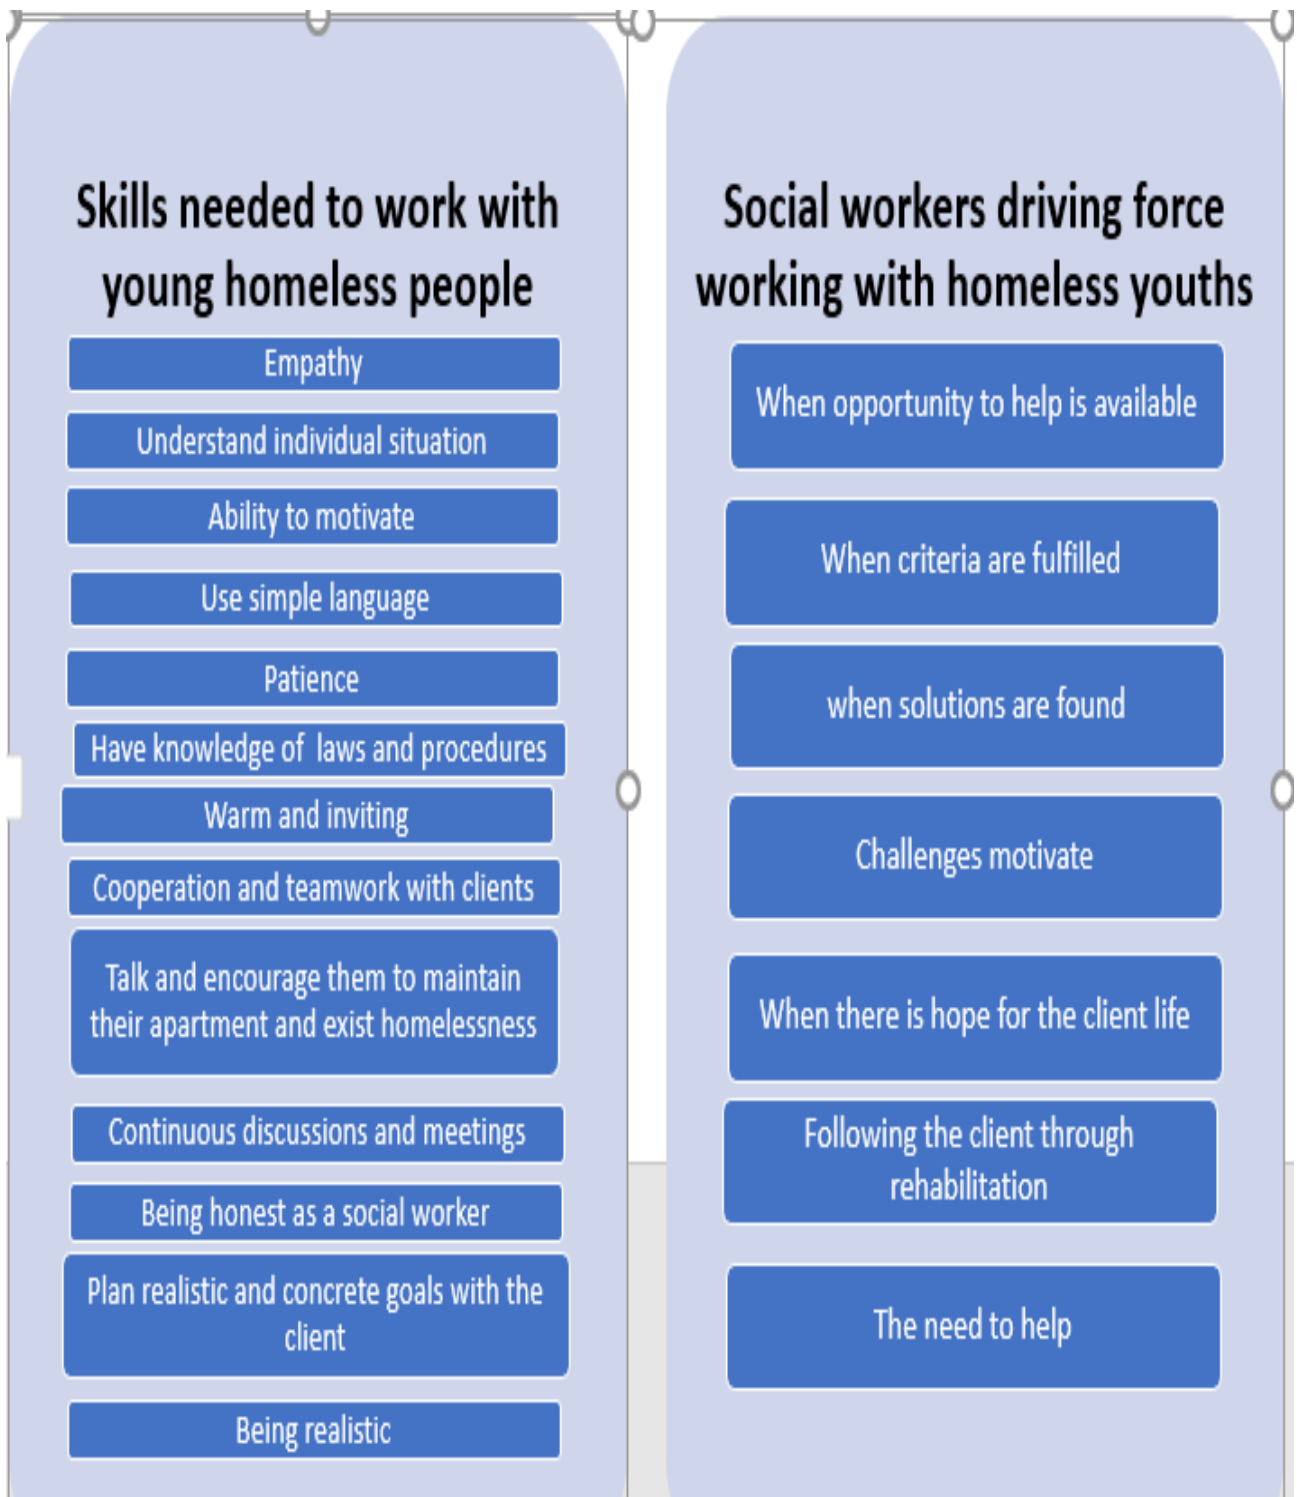 Skills needed to work with
young homeless people
Empathy
Understand individual situation
Ability to motivate
Use simple language
Patience
Have knowledge of  laws and procedures
Warm and inviting
Cooperation and teamwork with clients
Talk and encourage them to maintain
their apartment and exist homelessness
Continuous discussions and meetings
Being honest as a social worker
Plan realistic and concrete goals with the
client
Being realistic
Social workers driving force
working with homeless youths
When opportunity to help is available
When criteria are fulfilled
when solutions are found
Challenges motivate
When there is hope for the client life
Following the client through
rehabilitation
The need to help